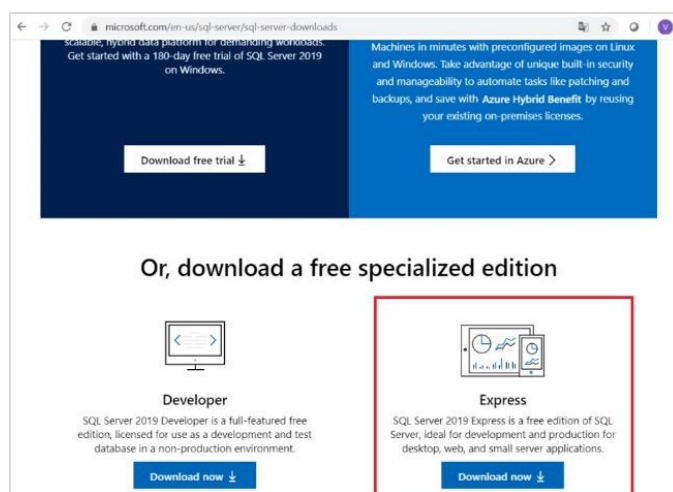 microsoft.com/en-us/sql-server/sql-server-downloads
V
scalable, hybrid data platform for demanding workloads.
Get started with a 180-day free trial of SQL Server 2019
on Windows.
Download free trial
Machines in minutes with preconfigured images on Linux
and Windows. Take advantage of unique built-in security
and manageability to automate tasks like patching and
backups, and save with Azure Hybrid Benefit by reusing
your existing on-premises licenses.
Get started in Azure
Or, download a free specialized edition
Developer
SQL Server 2019 Developer is a full-featured free
edition, licensed for use as a development and test
database in a non-production environment.
Download now
Express
SQL Server 2019 Express is a free edition of SQL
Server, ideal for development and production for
desktop, web, and small server applications.
Download now